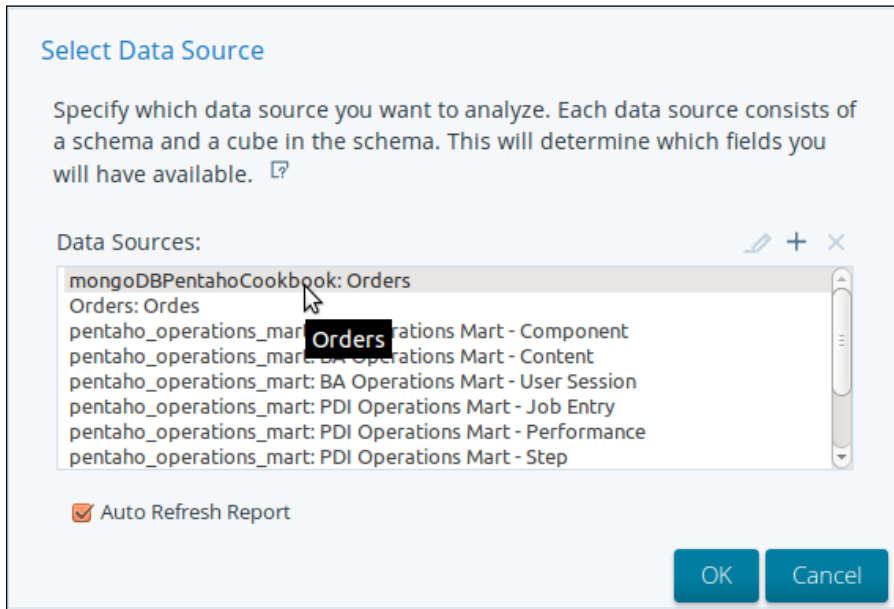 Select Data Source
Specify which data source you want to analyze. Each data source consists of
a schema and a cube in the schema. This will determine which fields you
will have available.
Data Sources:
mongoDBPentahoCookbook: Orders
Orders: Ordes
pentaho_operations_mart: Operations Mart - Component
Orders
pentaho_operations_mart: BA Operations Mart - Content
pentaho_operations_mart: BA Operations Mart - User Session
pentaho_operations_mart: PDI Operations Mart - Job Entry
pentaho_operations_mart: PDI Operations Mart - Performance
pentaho_operations_mart: PDI Operations Mart - Step
Auto Refresh Report
OK Cancel